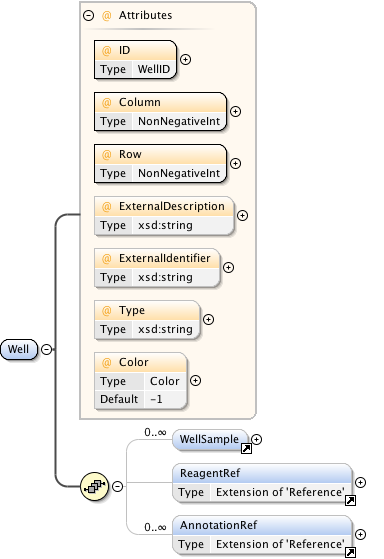 @ Attributes
@ ID
Type WellID
@ Column
Type NonNegativeInt
@ Row
Type NonNegativeInt
@ ExternalDescription
Type xsd:string
@ ExternalIdentifier
Type xsd:string
@ Type
Type xsd:string
@ Color
Type Color
Default -1
Well
0..∞
WellSample
ReagentRef
Type Extension of 'Reference'
0..∞
AnnotationRef
Type Extension of 'Reference'